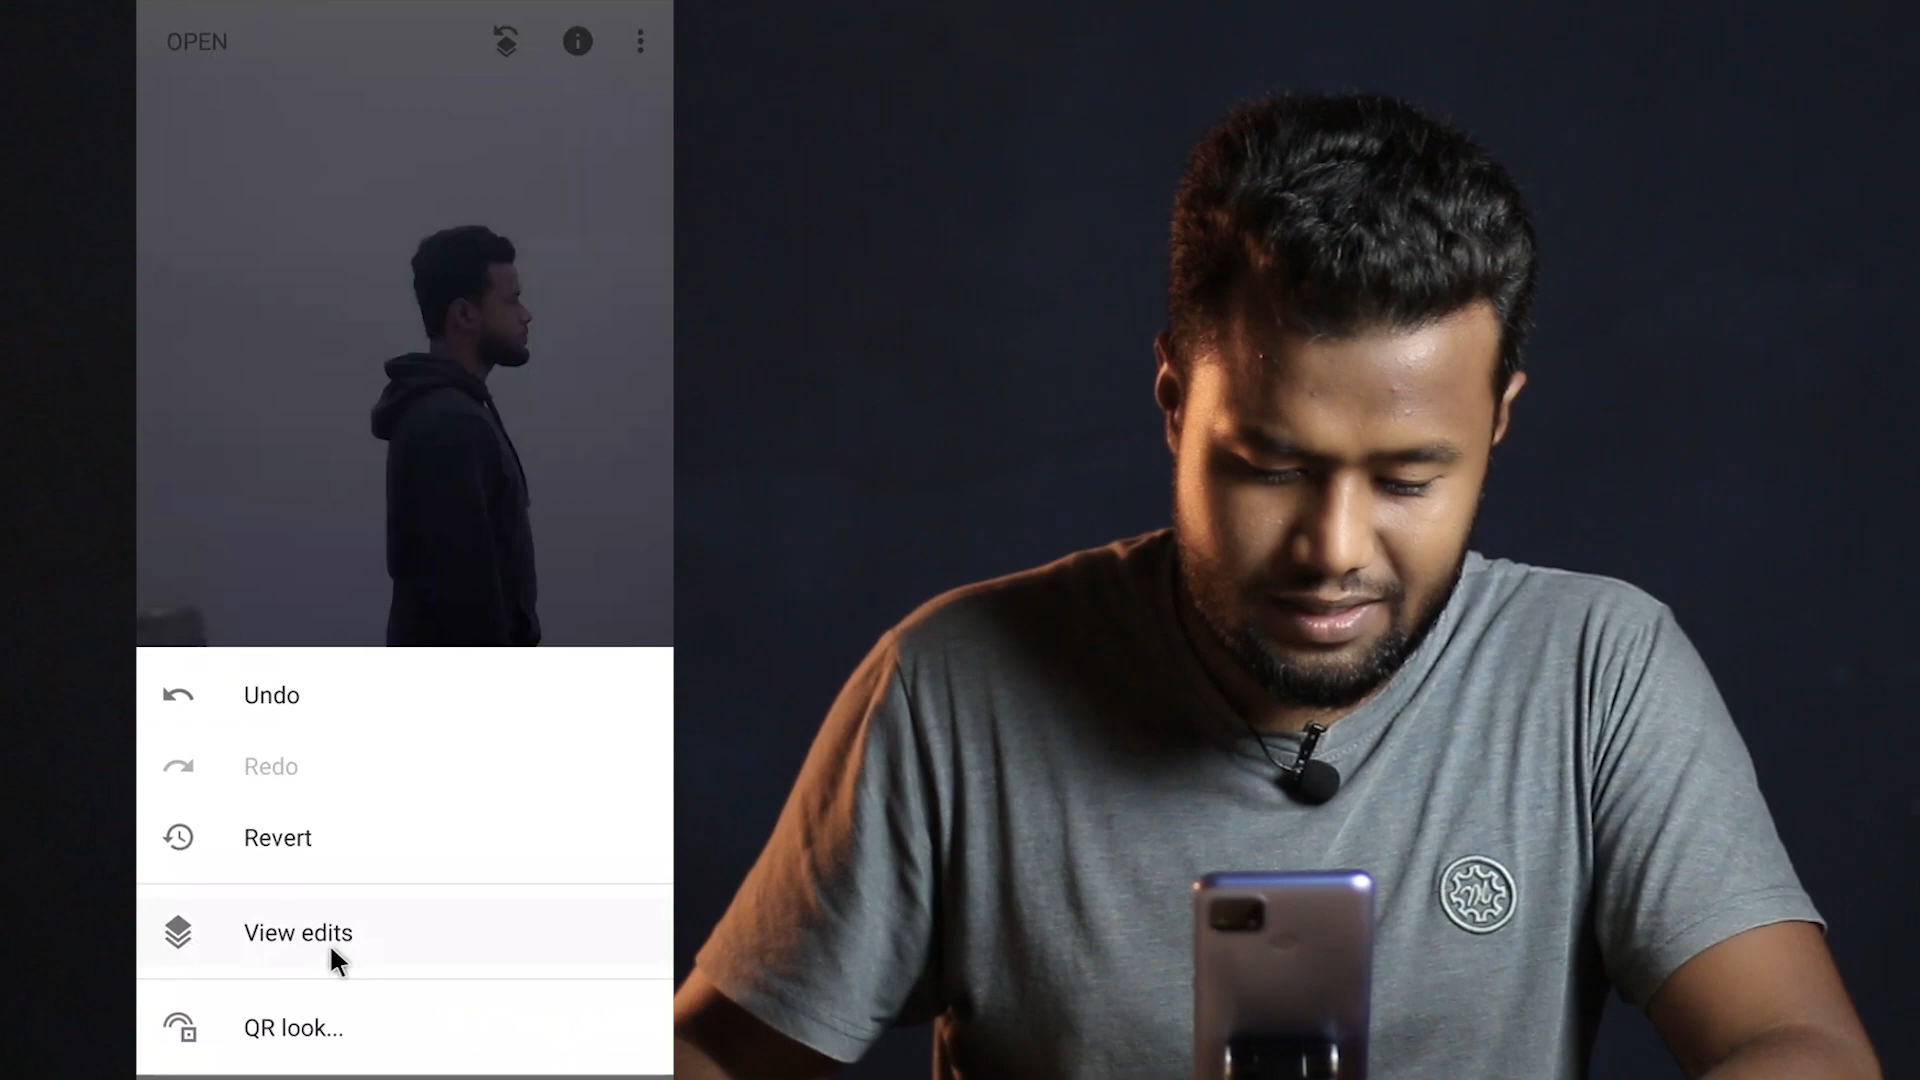 OPEN
Undo
Redo
Revert
View edits
QR look...